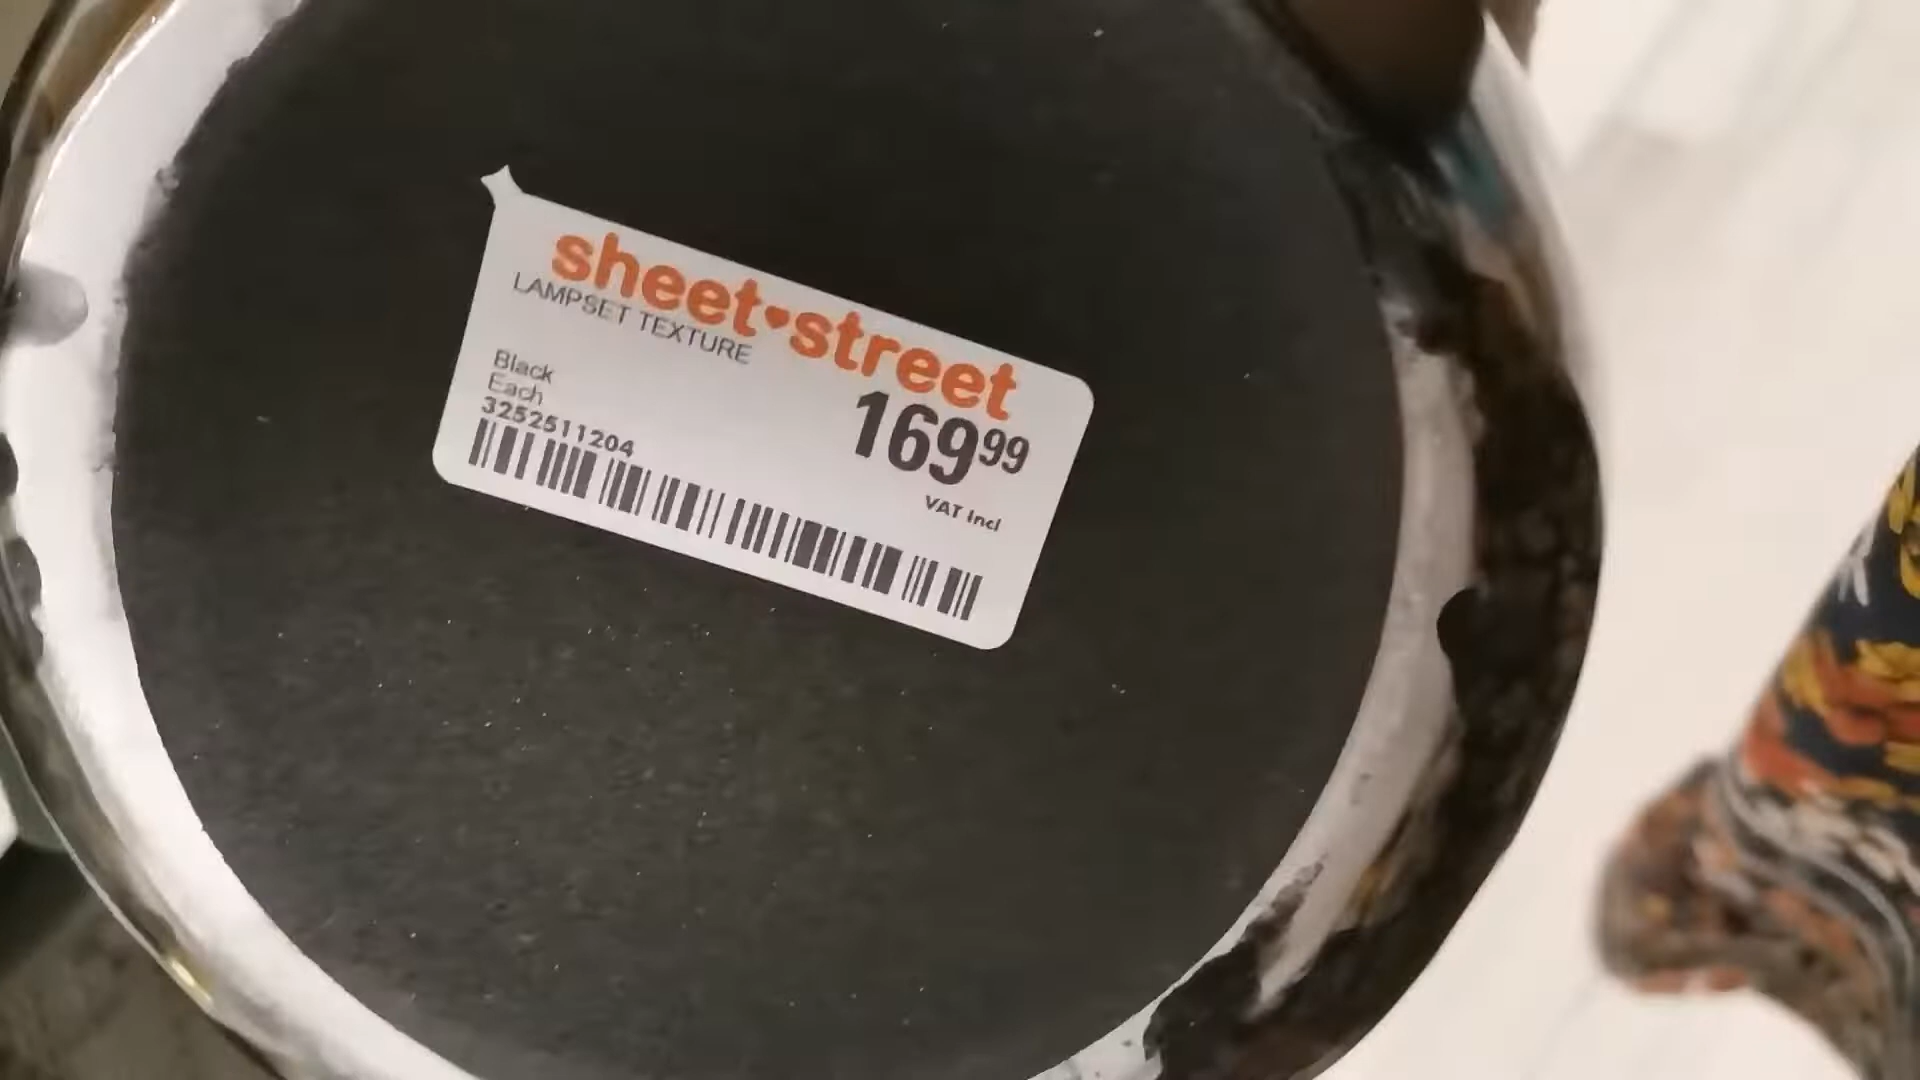 sheet•street
LAMPSET TEXTURE
Black
Each
3252511204
169 99
VAT Incl